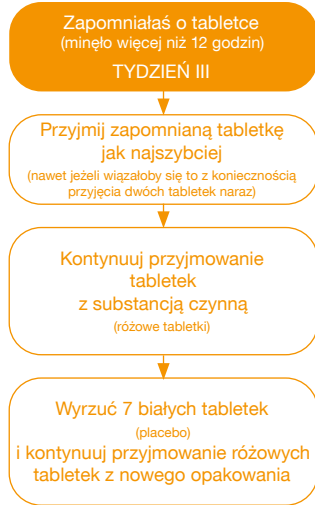 Zapomniałaś o tabletce
(minęło więcej niż 12 godzin)
TYDZIEŃ III
Przyjmij zapomnianą tabletkę
jak najszybciej
(nawet jeżeli wiązałoby się to z koniecznością
przyjęcia dwóch tabletek naraz)
Kontynuuj przyjmowanie
tabletek
z substancją czynną
(różowe tabletki)
Wyrzuć 7 białych tabletek
(placebo)
i kontynuuj przyjmowanie różowych
tabletek z nowego opakowania